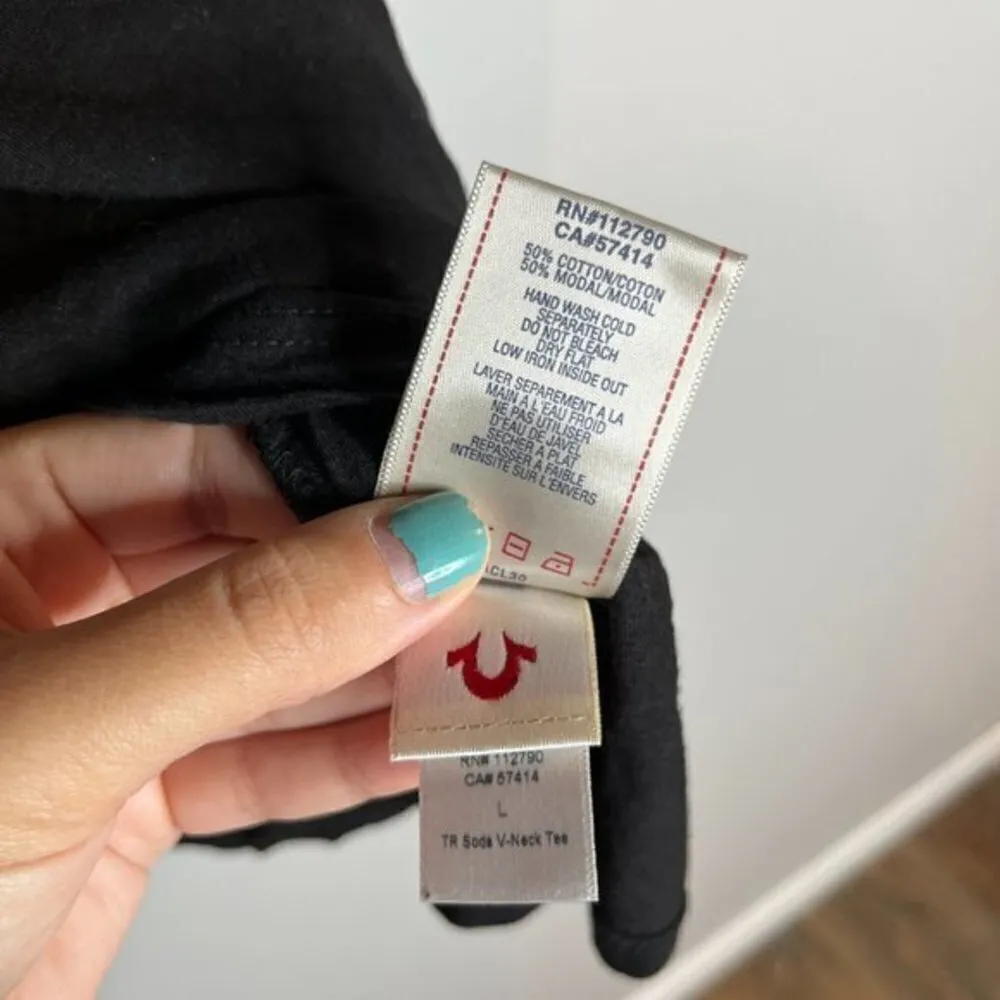 RN#112790
CA#57414
50% COTTON/COTON
50% MODAL/MODAL
HAND WASH COLD
SEPARATELY
DO NOT BLEACH
DRY FLAT
LOW IRON INSIDE OUT
LAVER SEPAREMENT A LA
MAIN A L'EAU FROID
NE PAS UTILISER
D'EAU DE JAVEL
SECHER A PLAT
REPASSER A FAIBLE
INTENSITE SUR L'ENVERS
RN# 112790
CA# 57414
L
TR Soda V-Neck Tee